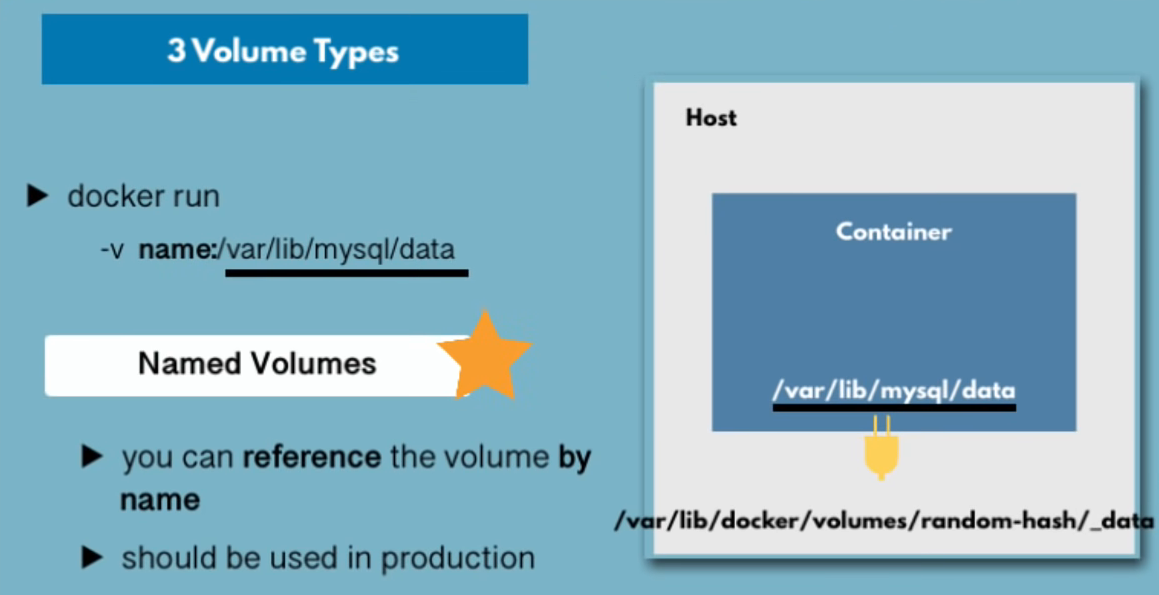 3 Volume Types
docker run
-v name:/var/lib/mysql/data
Named Volumes
you can reference the volume by
name
should be used in production
Host
Container
/var/lib/mysql/data
/var/lib/docker/volumes/random-hash/_data